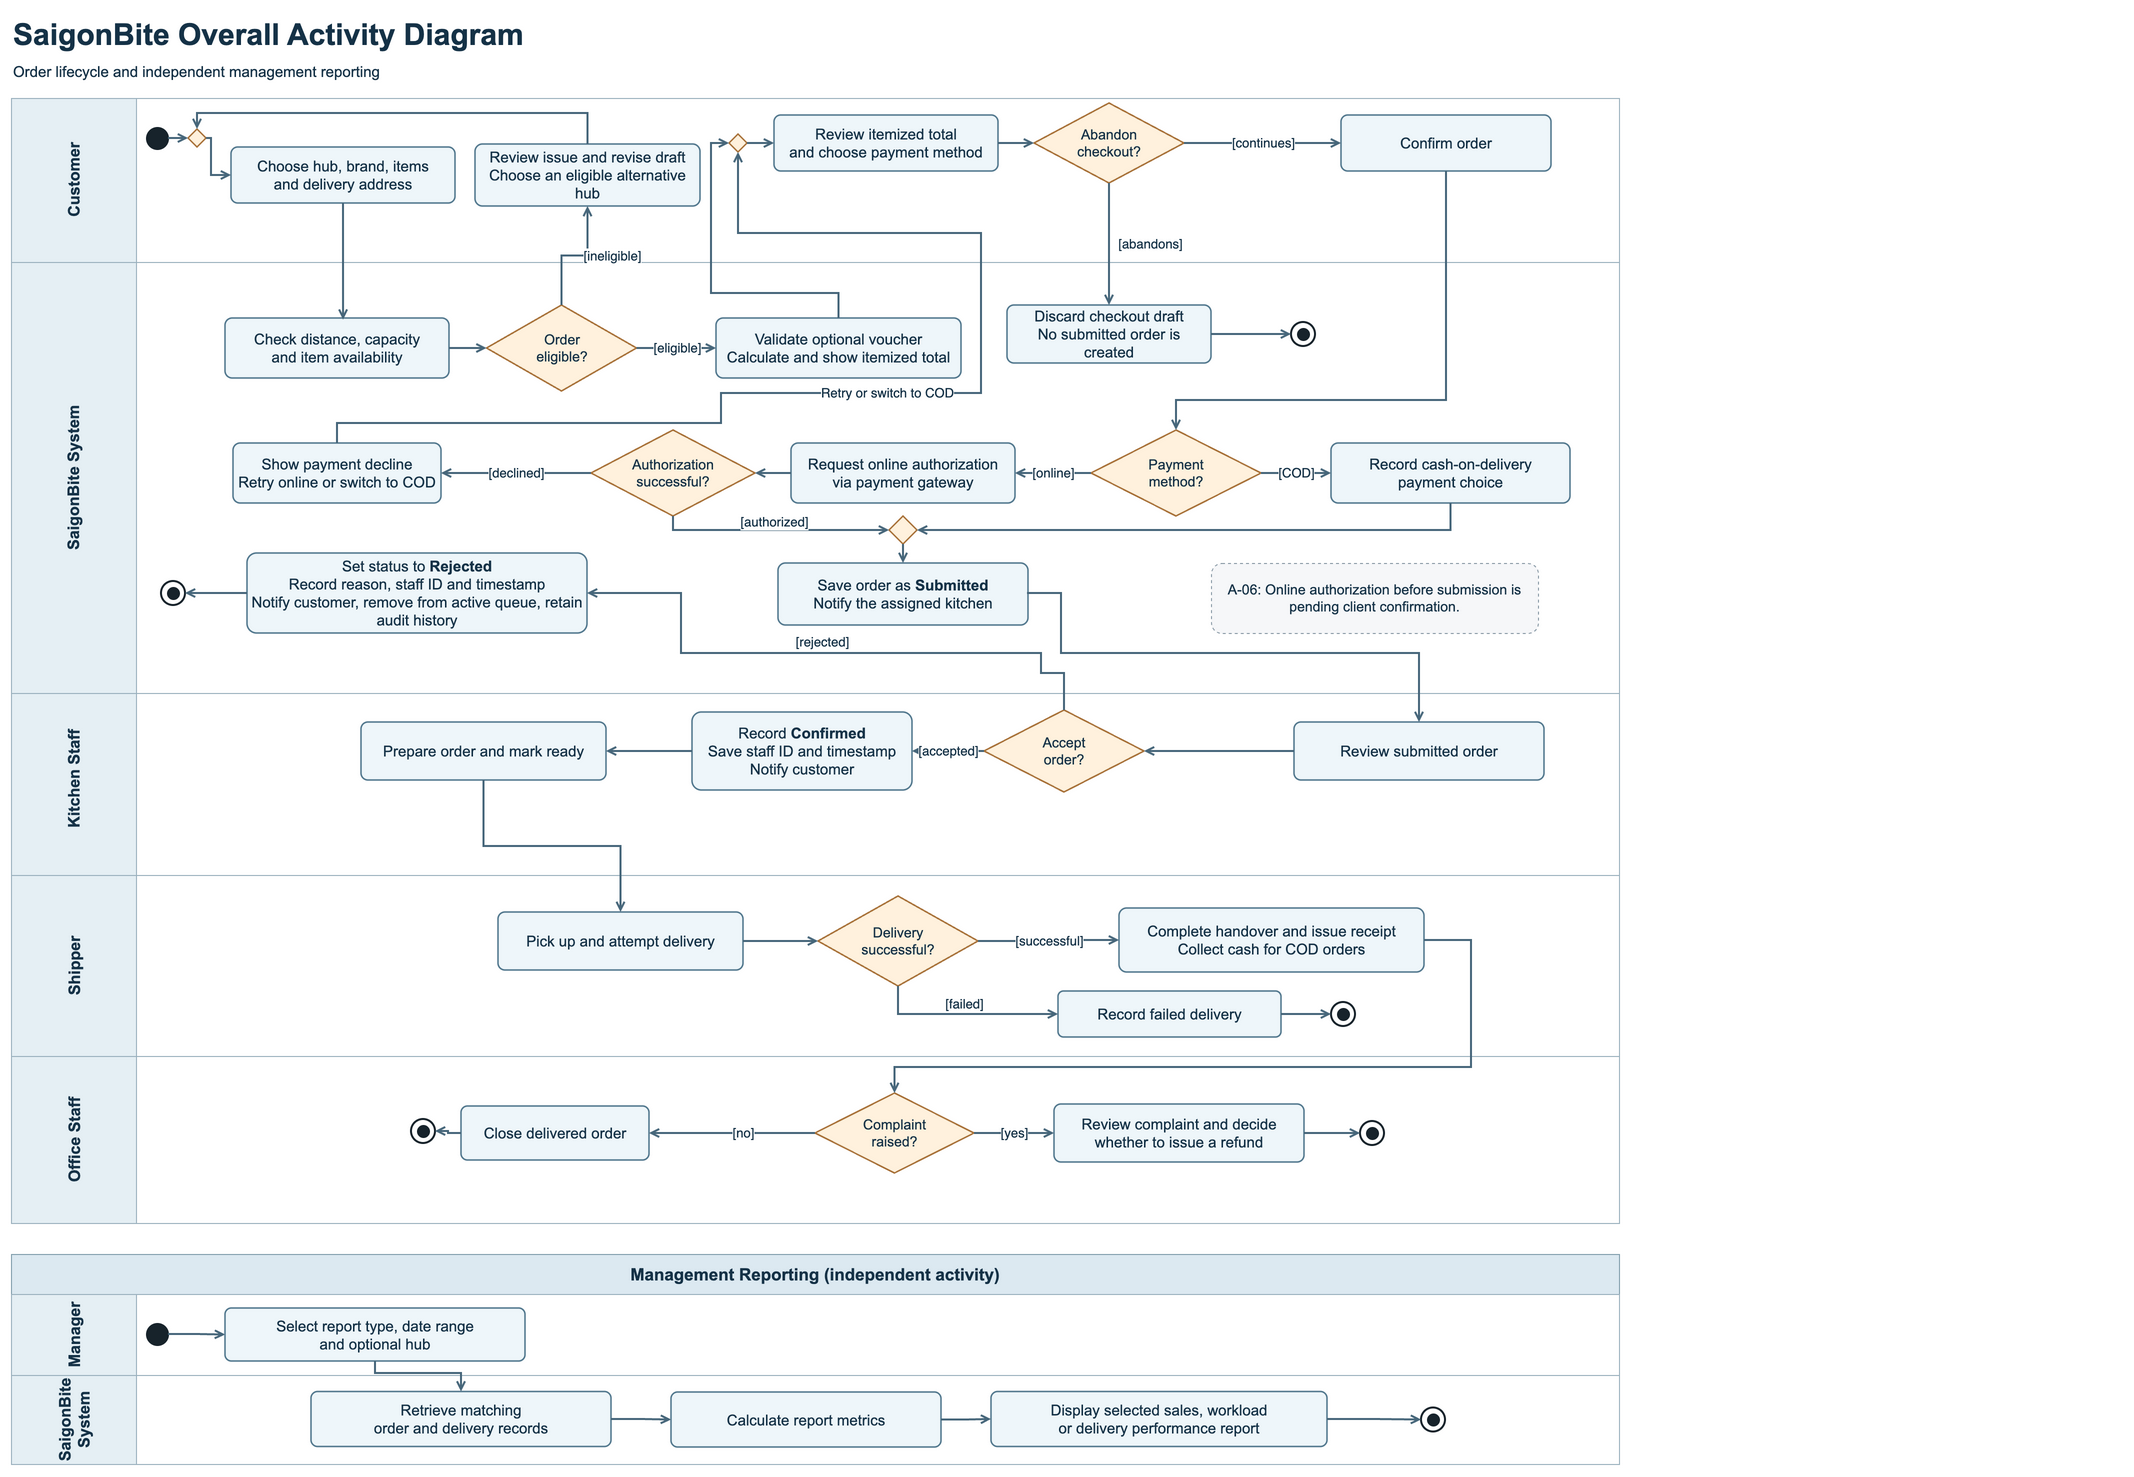 SaigonBite Overall Activity Diagram
Order lifecycle and independent management reporting
Customer
Choose hub, brand, items
and delivery address
Review issue and revise draft
Choose an eligible alternative
hub
Review itemized total
and choose payment method
Abandon
checkout?
[continues]
Confirm order
[abandons]
[ineligible]
SaigonBite System
Check distance, capacity
and item availability
Order
eligible?
[eligible]
Validate optional voucher
Calculate and show itemized total
Discard checkout draft
No submitted order is
created
Retry or switch to COD
Show payment decline
Retry online or switch to COD
[declined]
Authorization
successful?
Request online authorization
via payment gateway
[online]
Payment
method?
[COD]
Record cash-on-delivery
payment choice
[authorized]
Set status to Rejected
Record reason, staff ID and timestamp
Notify customer, remove from active queue, retain
audit history
Save order as Submitted
Notify the assigned kitchen
A-06: Online authorization before submission is
pending client confirmation.
[rejected]
Kitchen Staff
Prepare order and mark ready
Record Confirmed
Save staff ID and timestamp
Notify customer
[accepted]
Accept
order?
Review submitted order
Shipper
Pick up and attempt delivery
Delivery
successful?
[successful]
Complete handover and issue receipt
Collect cash for COD orders
[failed]
Record failed delivery
Office Staff
Close delivered order
[no]
Complaint
raised?
[yes]
Review complaint and decide
whether to issue a refund
Management Reporting (independent activity)
Manager
Select report type, date range
and optional hub
SaigonBite
System
Retrieve matching
order and delivery records
Calculate report metrics
Display selected sales, workload
or delivery performance report